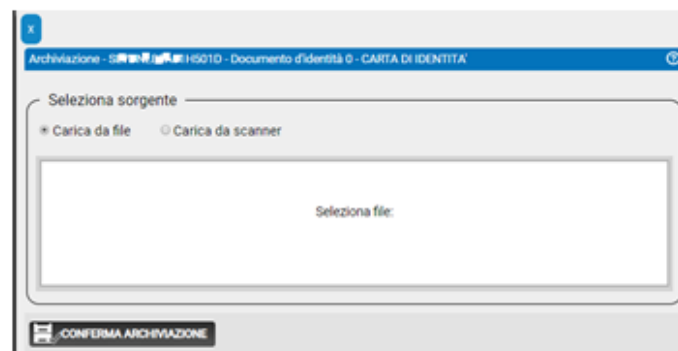 x
Archiviazione - H501D - Documento d'identità 0 - CARTA DI IDENTITA'
Seleziona sorgente
Carica da file Carica da scanner
Seleziona file:
CONFERMA ARCHIVIAZIONE